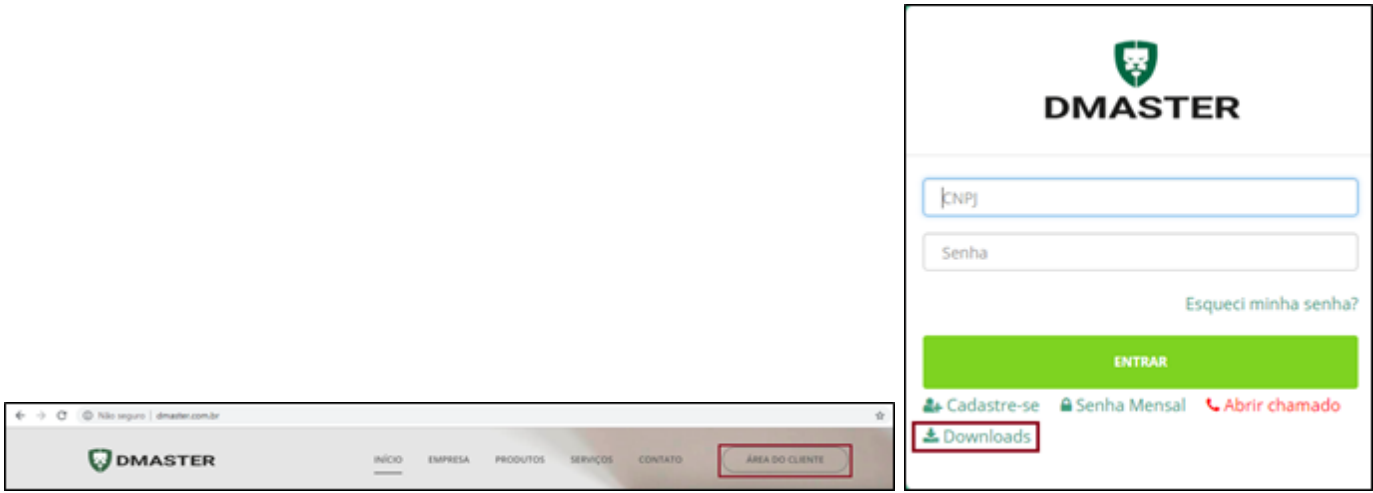 Não seguro | dmaster.com.br
DMASTER INÍCIO EMPRESA PRODUTOS SERVIÇOS CONTATO ÁREA DO CLIENTE
DMASTER
CNPJ
Senha
Esqueci minha senha?
ENTRAR
Cadastre-se Senha Mensal Abrir chamado
Downloads